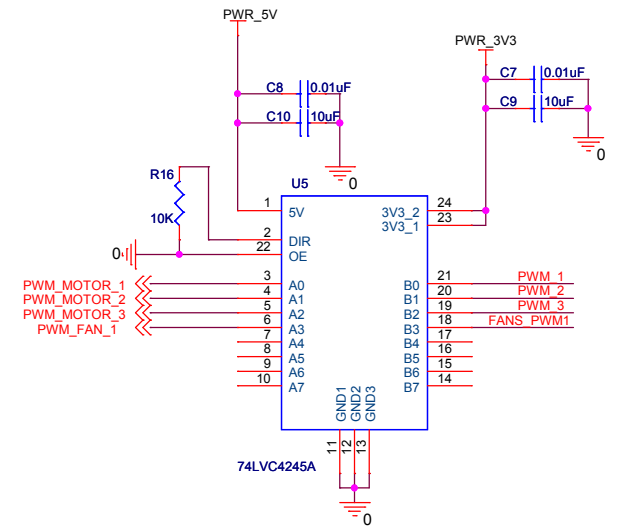 PWR_5V
PWR_3V3
C8 0.01uF
C10 10uF
C7 0.01uF
C9 10uF
0
0
R16
10K
U5
1 5V
2 DIR
22 OE
0
24 3V3_2
23 3V3_1
PWM_MOTOR_1 3 A0
PWM_MOTOR_2 4 A1
PWM_MOTOR_3 5 A2
PWM_FAN_1 6 A3
7 A4
8 A5
9 A6
10 A7
B0 21 PWM_1
B1 20 PWM_2
B2 19 PWM_3
B3 18 FANS_PWM1
B4 17
B5 16
B6 15
B7 14
GND1 GND2 GND3
11 12 13
74LVC4245A
0